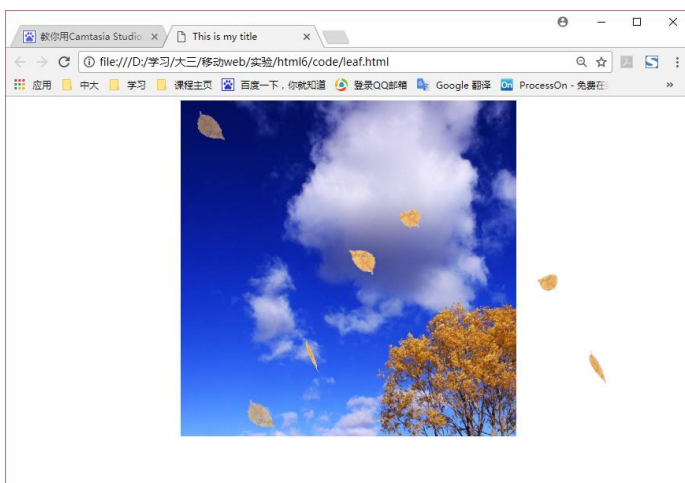 教你用Camtasia Studio
This is my title
file:///D:/学习/大三/移动web/实验/html6/code/leaf.html
应用 中大 学习 课程主页 百度一下，你就知道 登录QQ邮箱 Google 翻译 On ProcessOn - 免费在